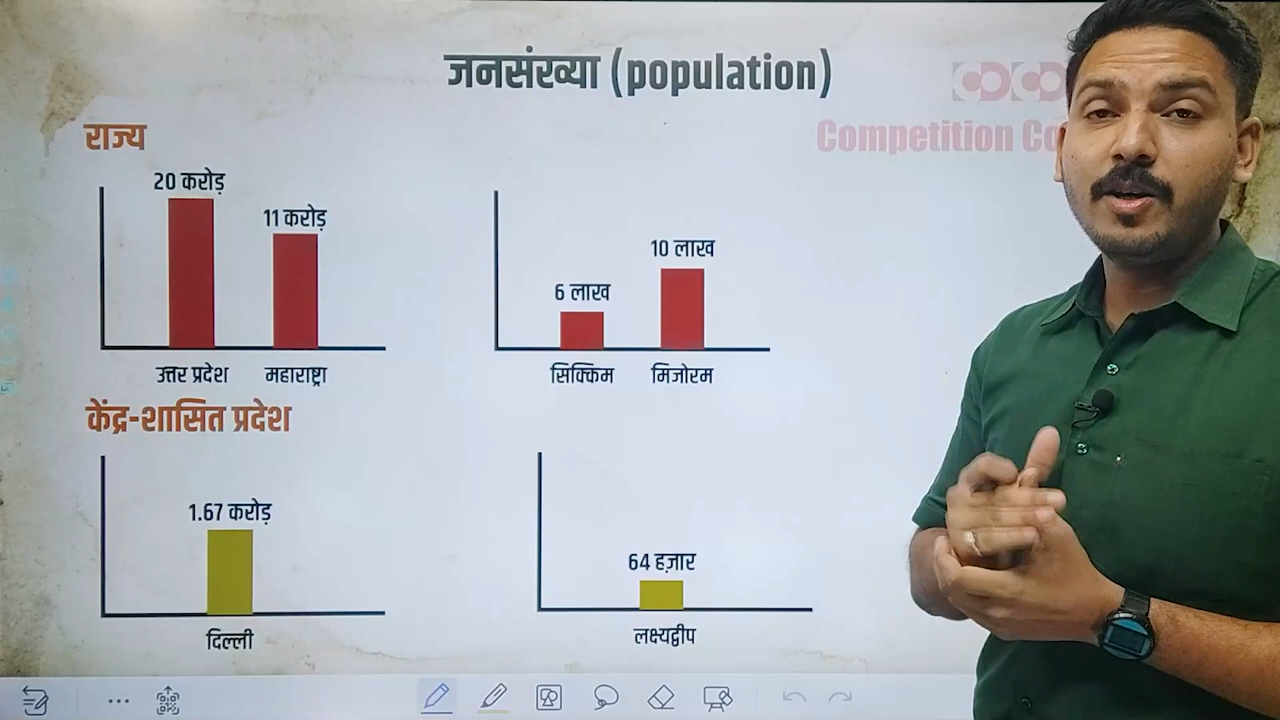 जनसंख्या (population)
Competition Co
राज्य
20 करोड़
11 करोड़
उत्तर प्रदेश
महाराष्ट्रा
6 लाख
10 लाख
सिक्किम
मिजोरम
केंद्र-शासित प्रदेश
1.67 करोड़
दिल्ली
64 हज़ार
लक्ष्यद्वीप